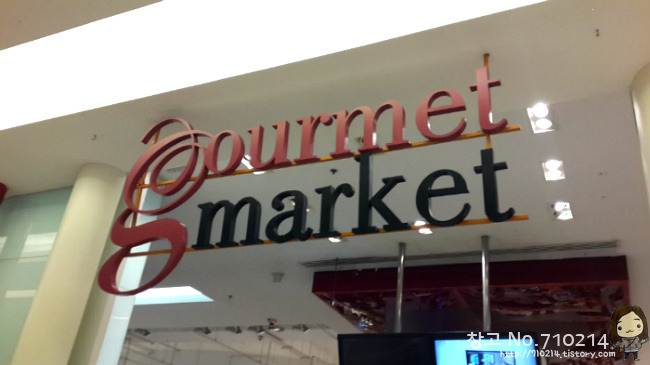 gourmet
market
창고 No.710214
http://710214.tistory.com/